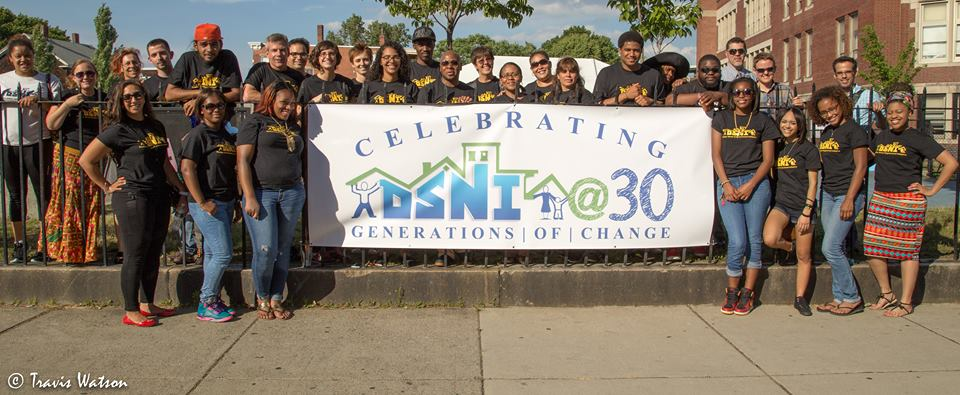 CELEBRATING
DSNI @30
GENERATIONS | OF | CHANGE
© Travis Watson